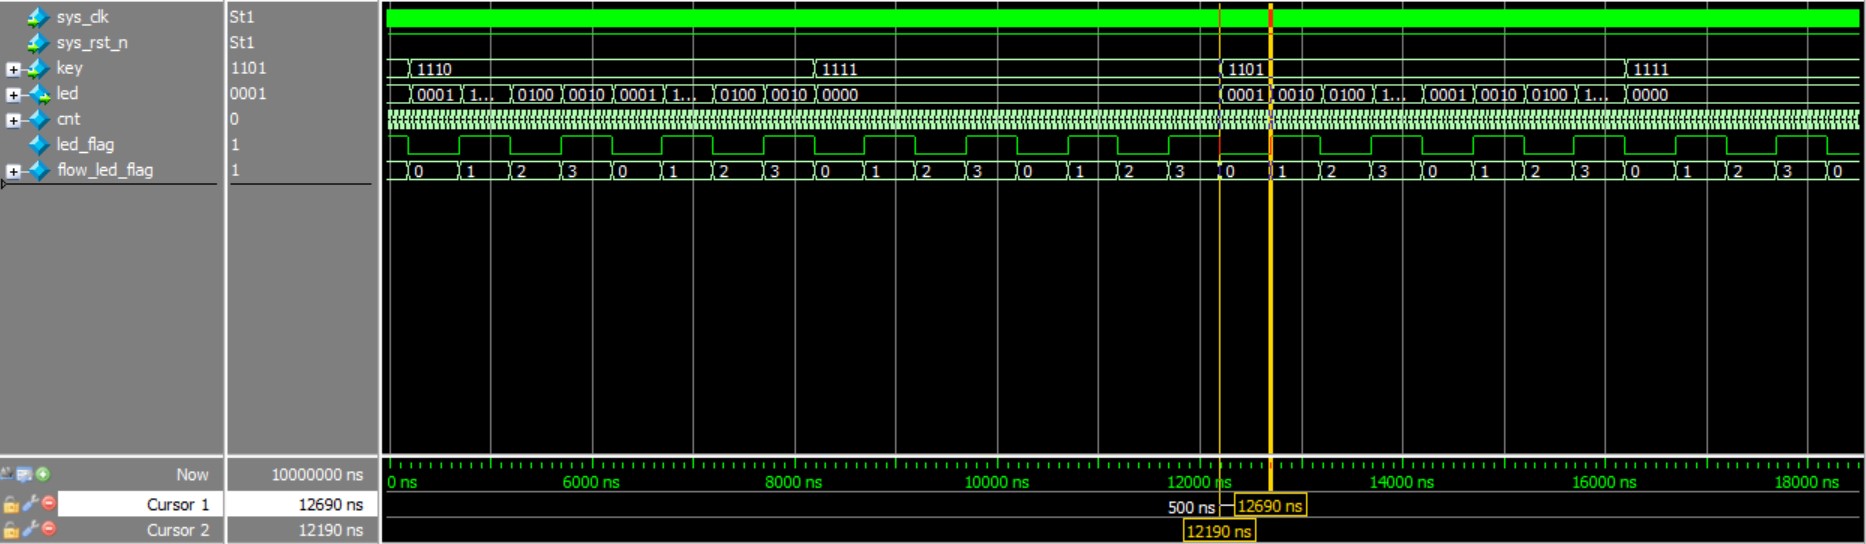 sys_clk St1
sys_rst_n St1
key 1101 1110 1111 1101 1111
led 0001 0001 1... 0100 0010 0001 1... 0100 0010 0000 0001 0010 0100 1... 0001 0010 0100 1... 0000
cnt 0
led_flag 1
flow_led_flag 1 0 1 2 3 0 1 2 3 0 1 2 3 0 1 2 3 0 1 2 3 0 1 2 3 0 1 2 3 0
Now 10000000 ns 0 ns 6000 ns 8000 ns 10000 ns 12000 ns 14000 ns 16000 ns 18000 ns
Cursor 1 12690 ns 500 ns 12690 ns
Cursor 2 12190 ns 12190 ns